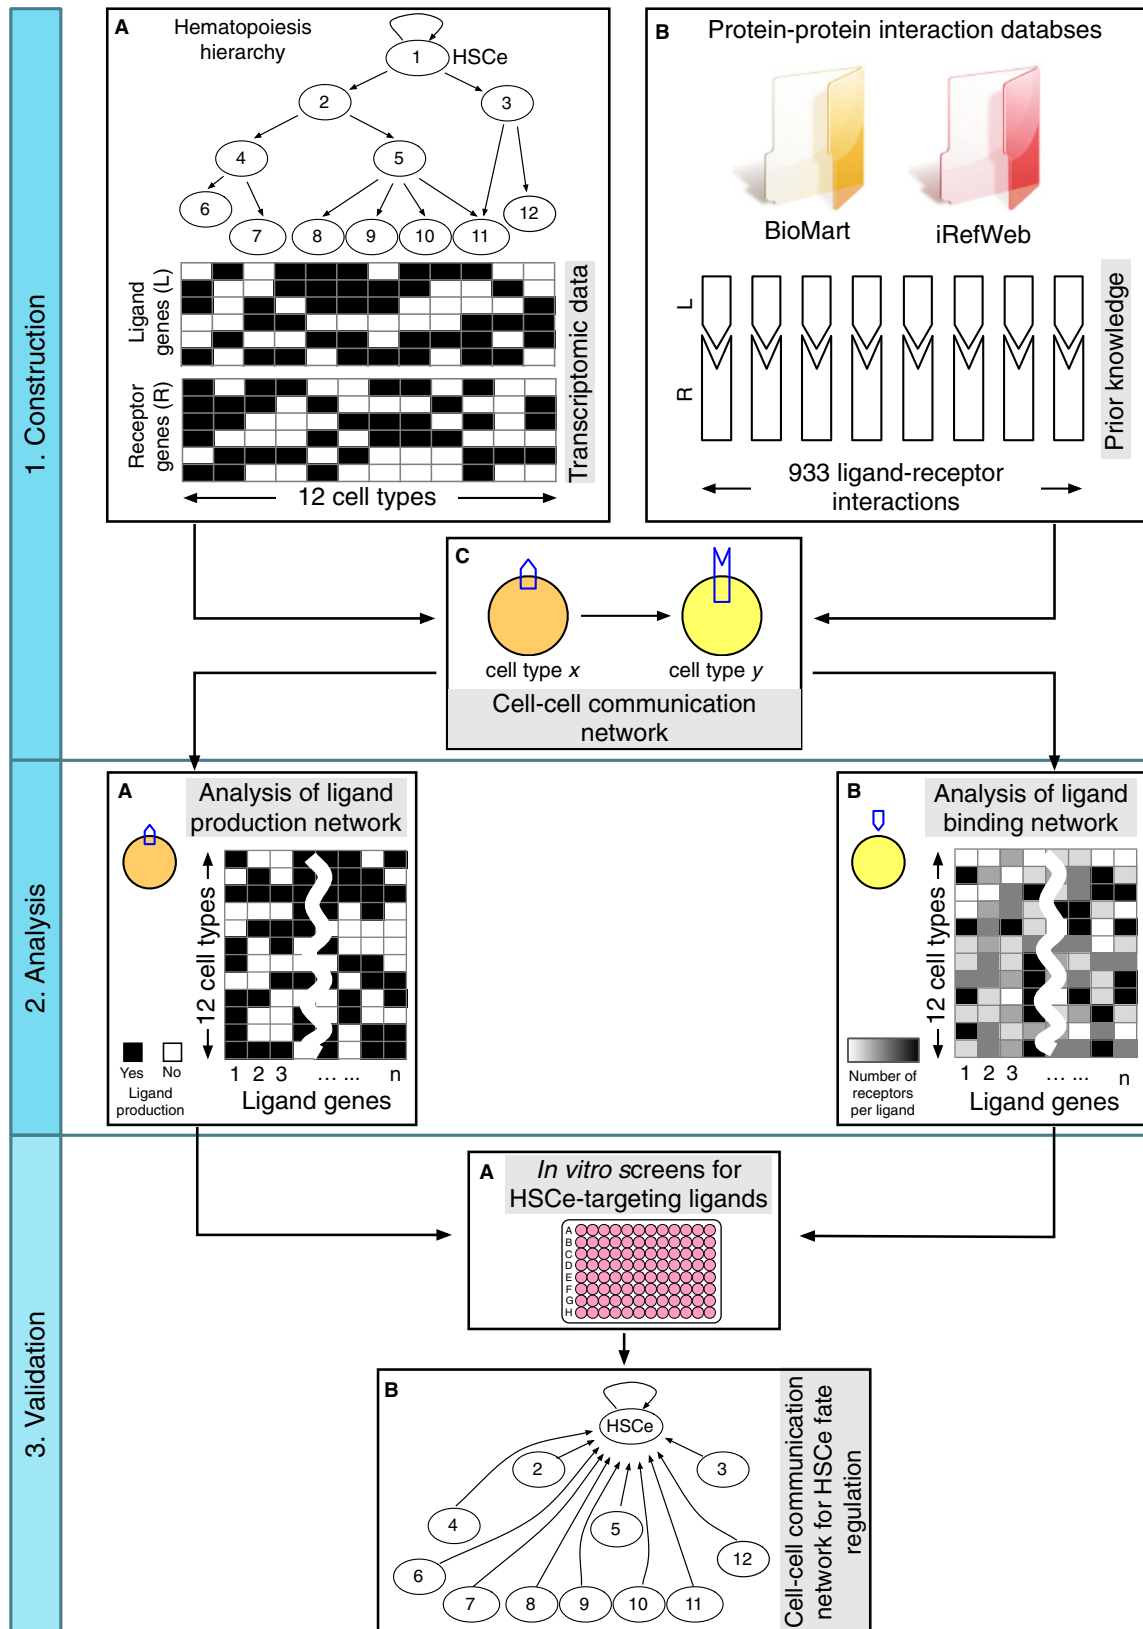 1. Construction
A
Hematopoiesis
hierarchy
1
HSCe
2
3
4
5
6
7
8
9
10
11
12
Ligand
genes (L)
Receptor
genes (R)
Transcriptomic data
12 cell types
B
Protein-protein interaction databses
BioMart
iRefWeb
L
R
Prior knowledge
933 ligand-receptor
interactions
C
cell type x
cell type y
Cell-cell communication
network
2. Analysis
A
Analysis of ligand
production network
12 cell types
Yes
No
Ligand
production
1 2 3 ... ... n
Ligand genes
B
Analysis of ligand
binding network
12 cell types
Number of
receptors
per ligand
1 2 3 ... ... n
Ligand genes
3. Validation
A
In vitro screens for
HSCe-targeting ligands
A
B
C
D
E
F
G
H
B
HSCe
2
3
4
5
6
7
8
9
10
11
12
Cell-cell communication
network for HSCe fate
regulation